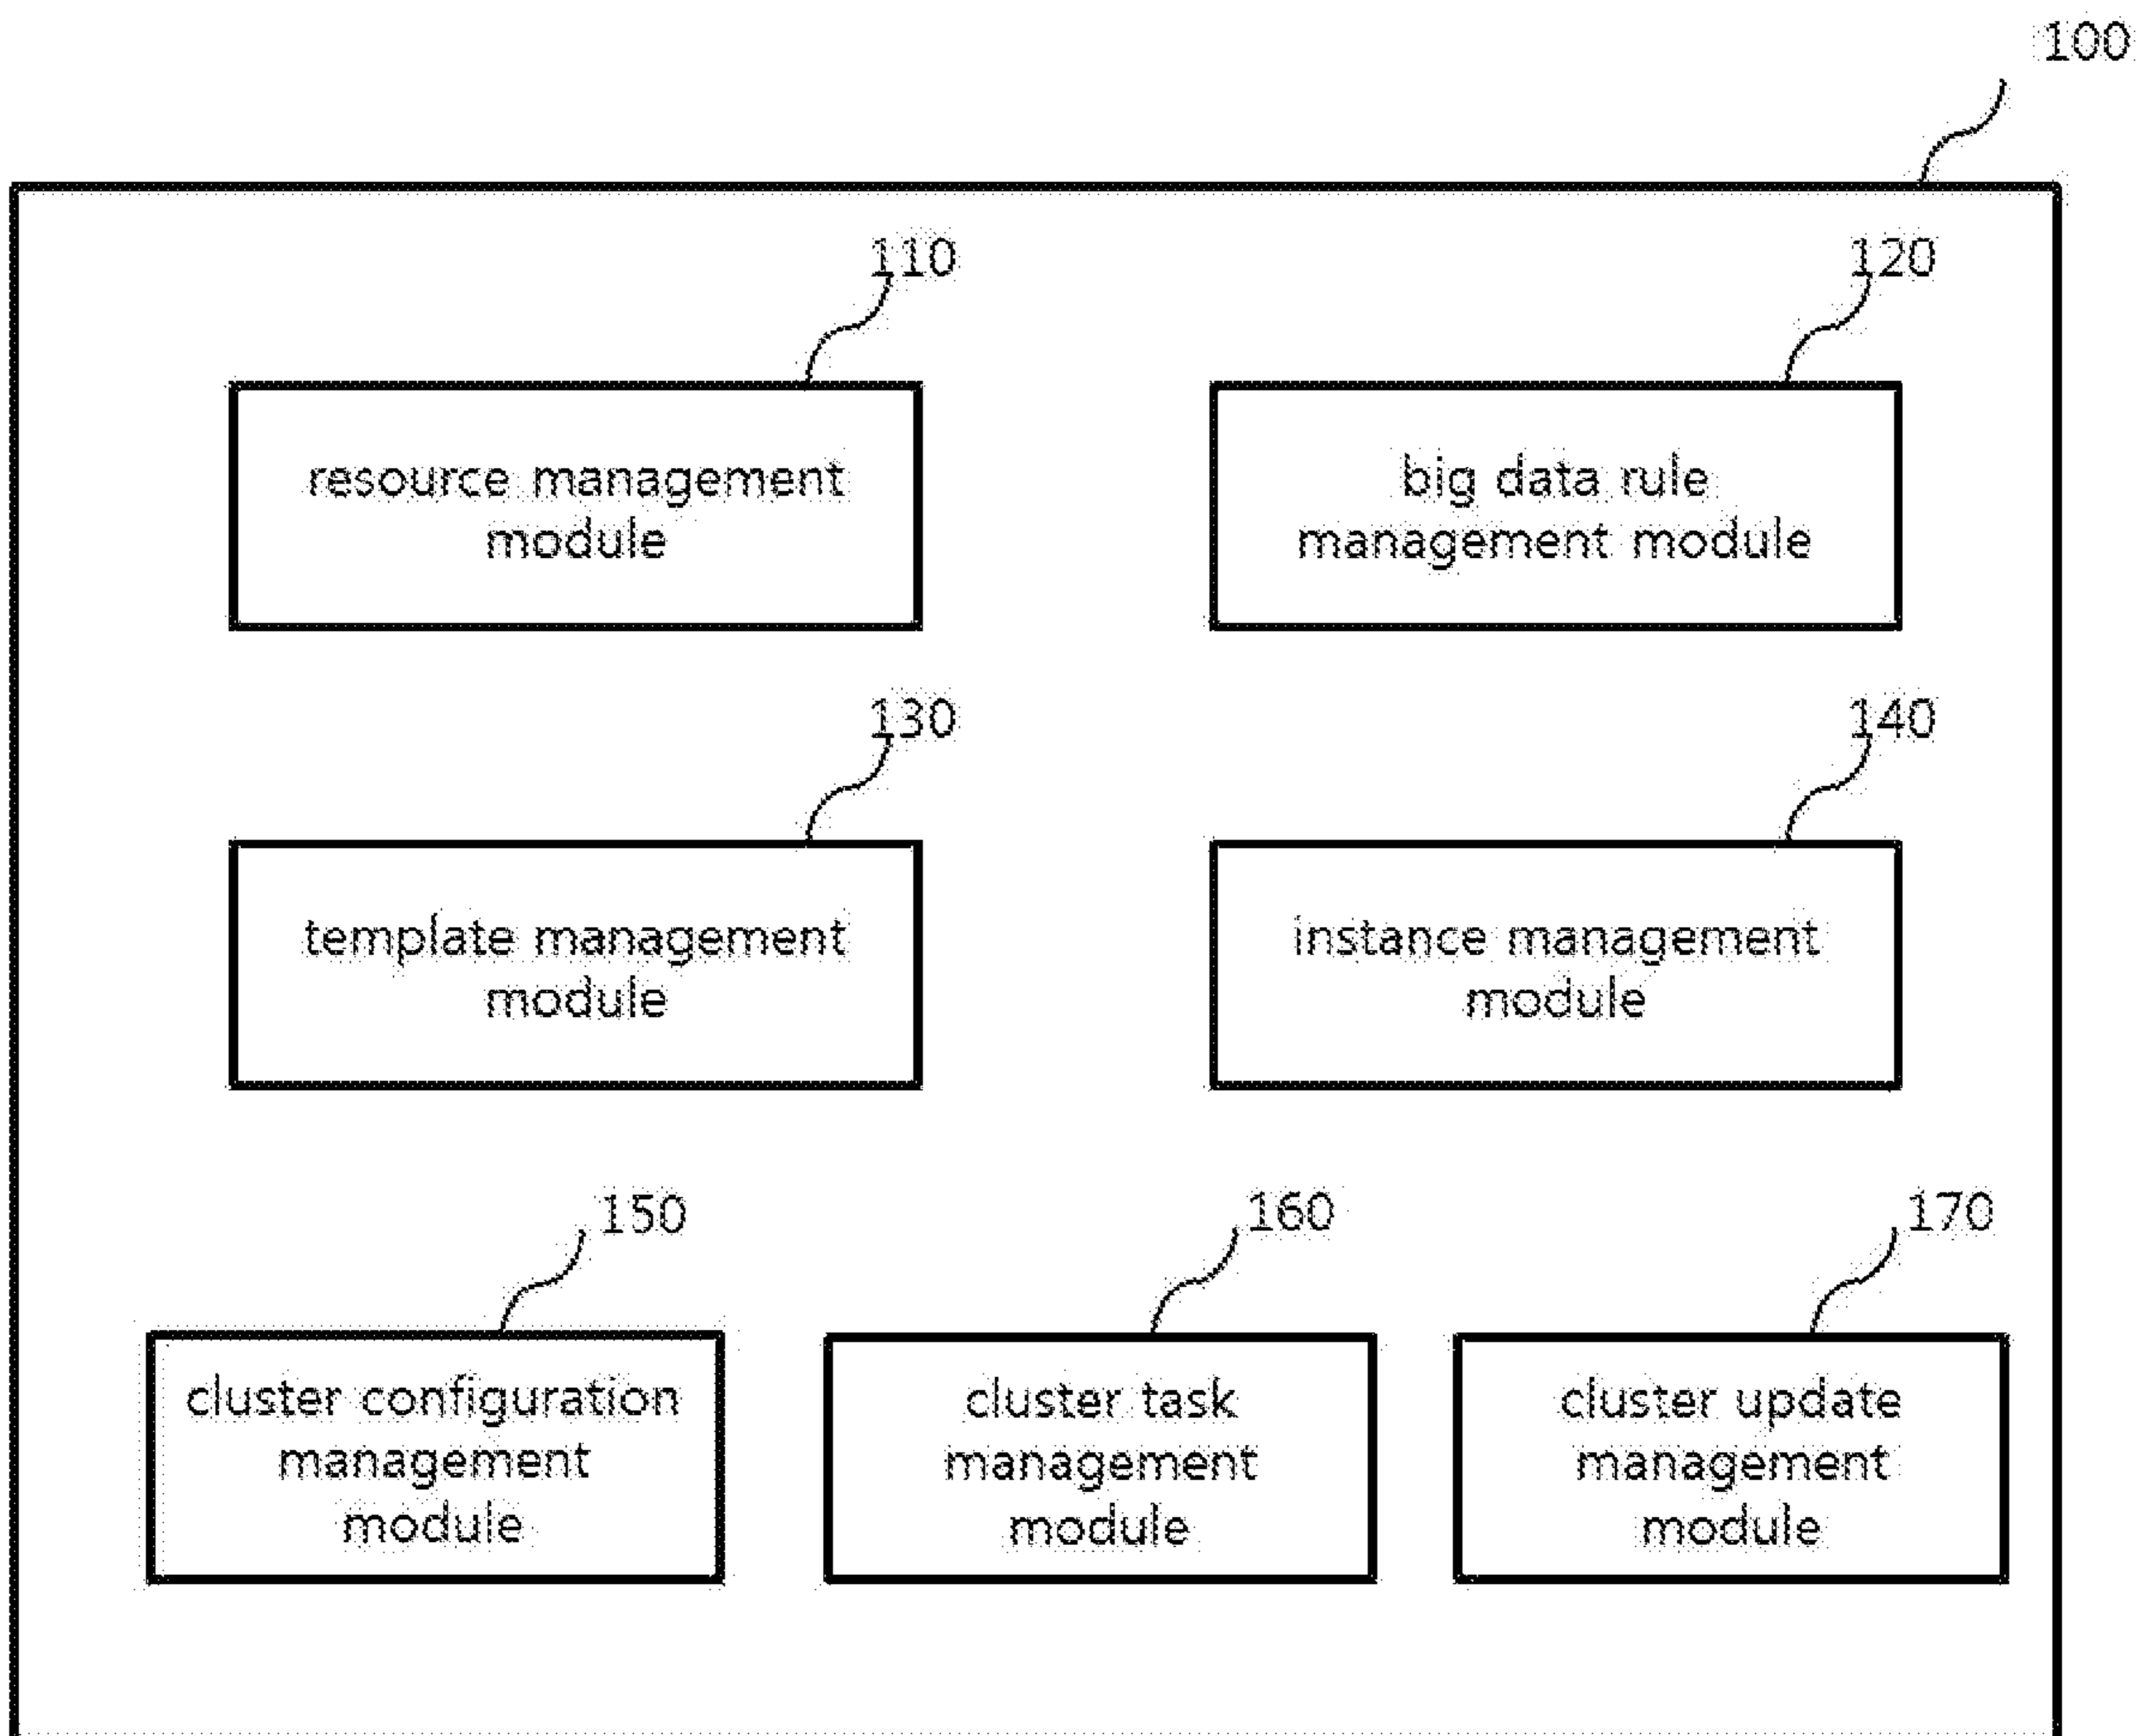 100
110
120
resource management
module
big data rule
management module
130
140
template management
module
instance management
module
150
160
170
cluster configuration
management
module
cluster task
management
module
cluster update
management
module